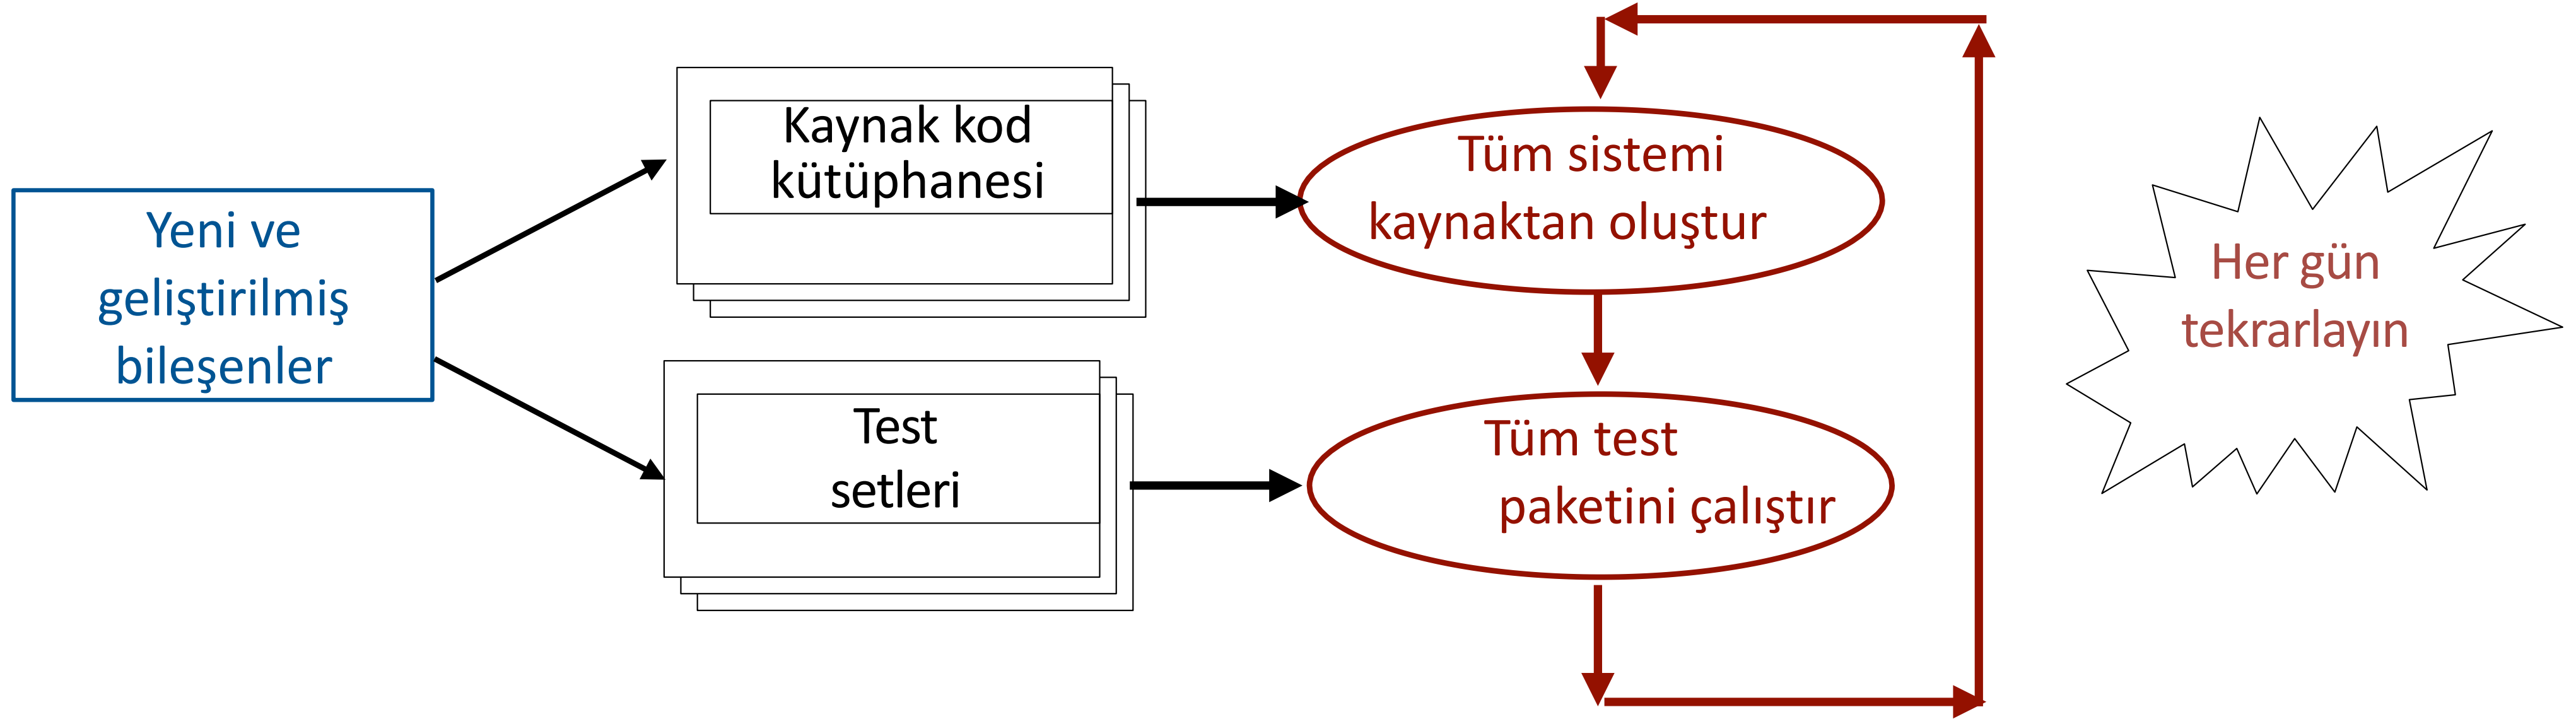 Yeni ve
geliştirilmiş
bileşenler
Kaynak kod
kütüphanesi
Test
setleri
Tüm sistemi
kaynaktan oluştur
Tüm test
paketini çalıştır
Her gün
tekrarlayın